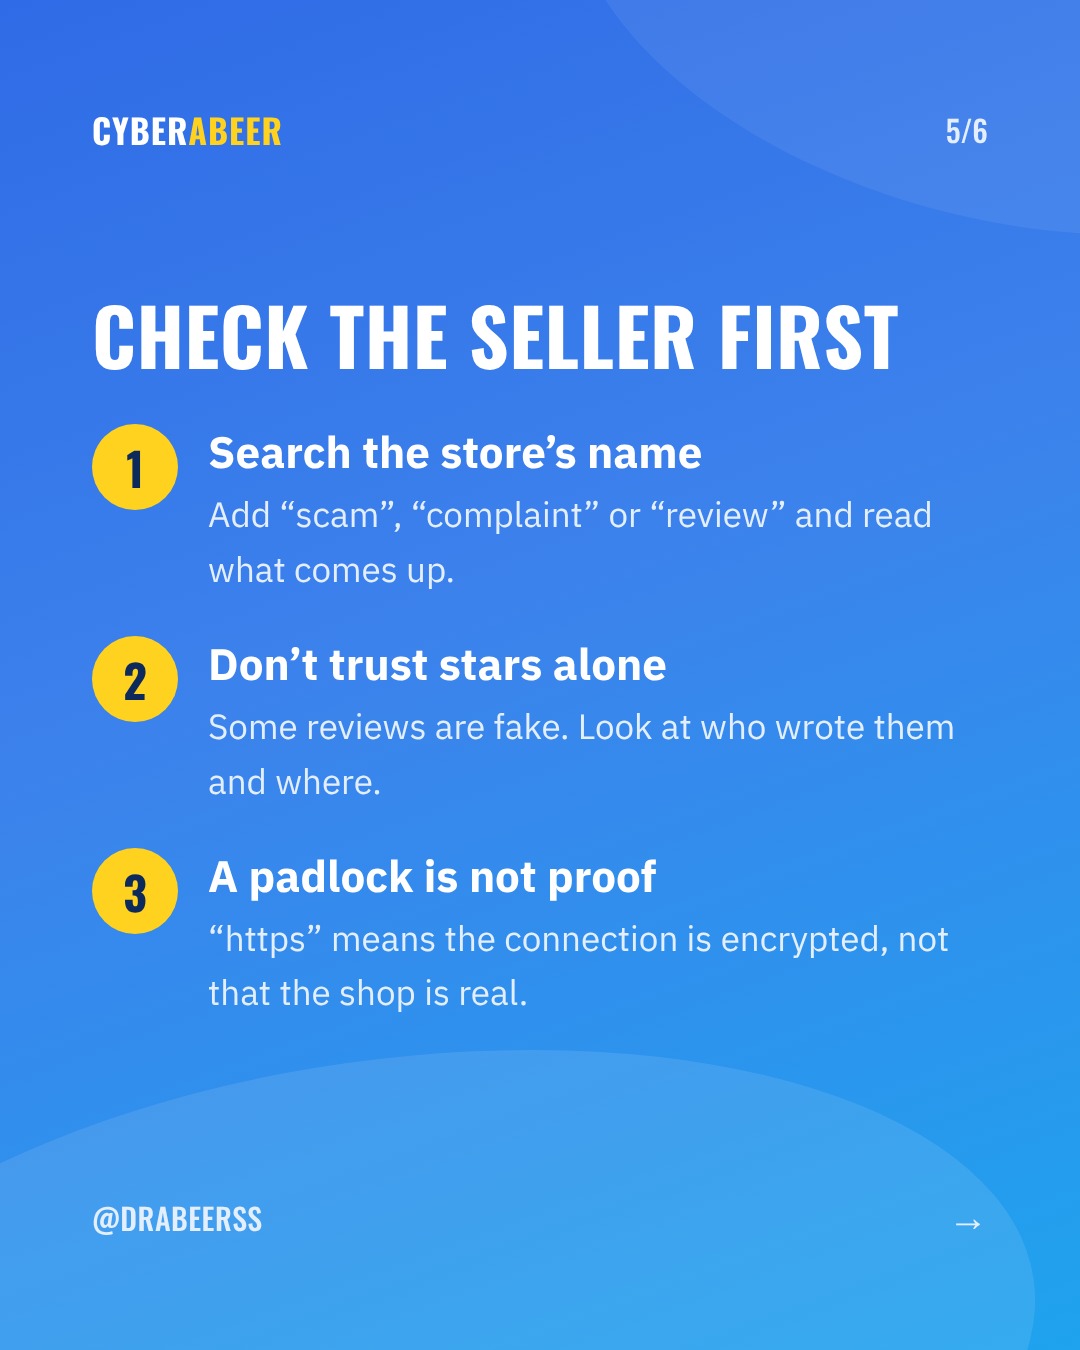 CYBERABEER
5/6
CHECK THE SELLER FIRST
1
Search the store’s name
Add “scam”, “complaint” or “review” and read
what comes up.
2
Don’t trust stars alone
Some reviews are fake. Look at who wrote them
and where.
3
A padlock is not proof
“https” means the connection is encrypted, not
that the shop is real.
@DRABEERSS
→